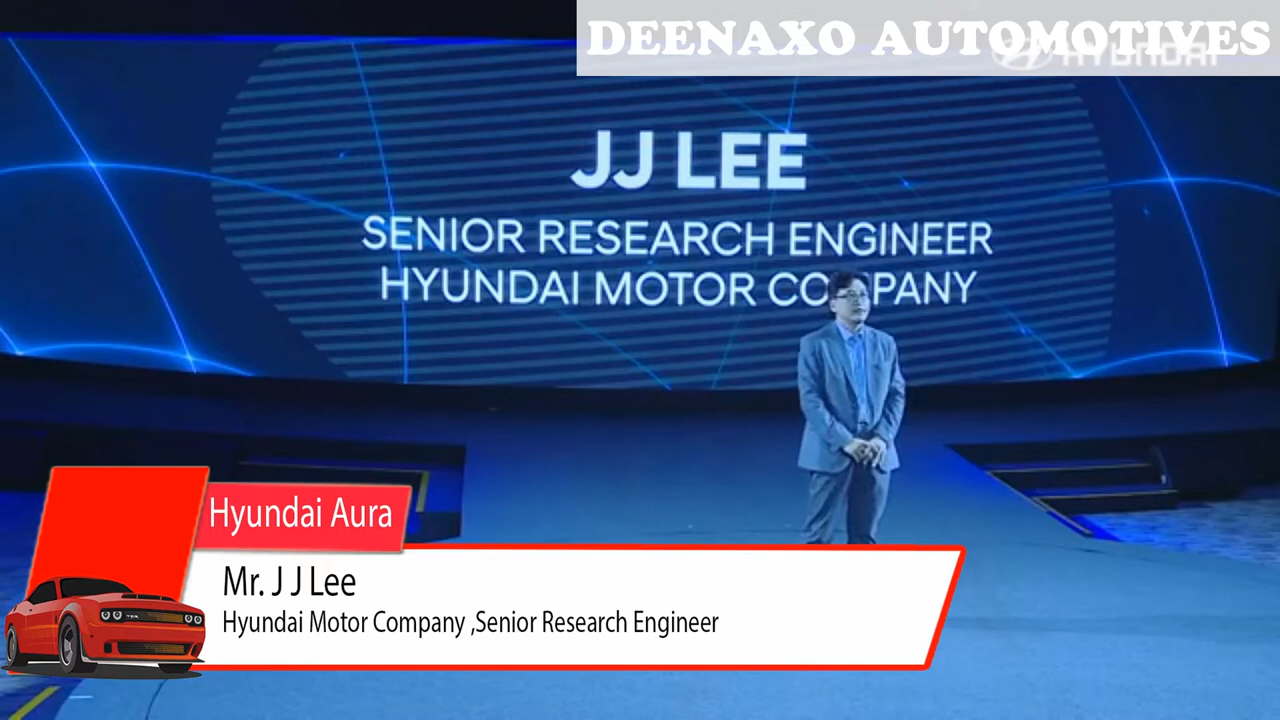 DEENAXO AUTOMOTIVES
HYUNDAI
JJ LEE
SENIOR RESEARCH ENGINEER
HYUNDAI MOTOR COMPANY
Hyundai Aura
Mr. J J Lee
Hyundai Motor Company ,Senior Research Engineer